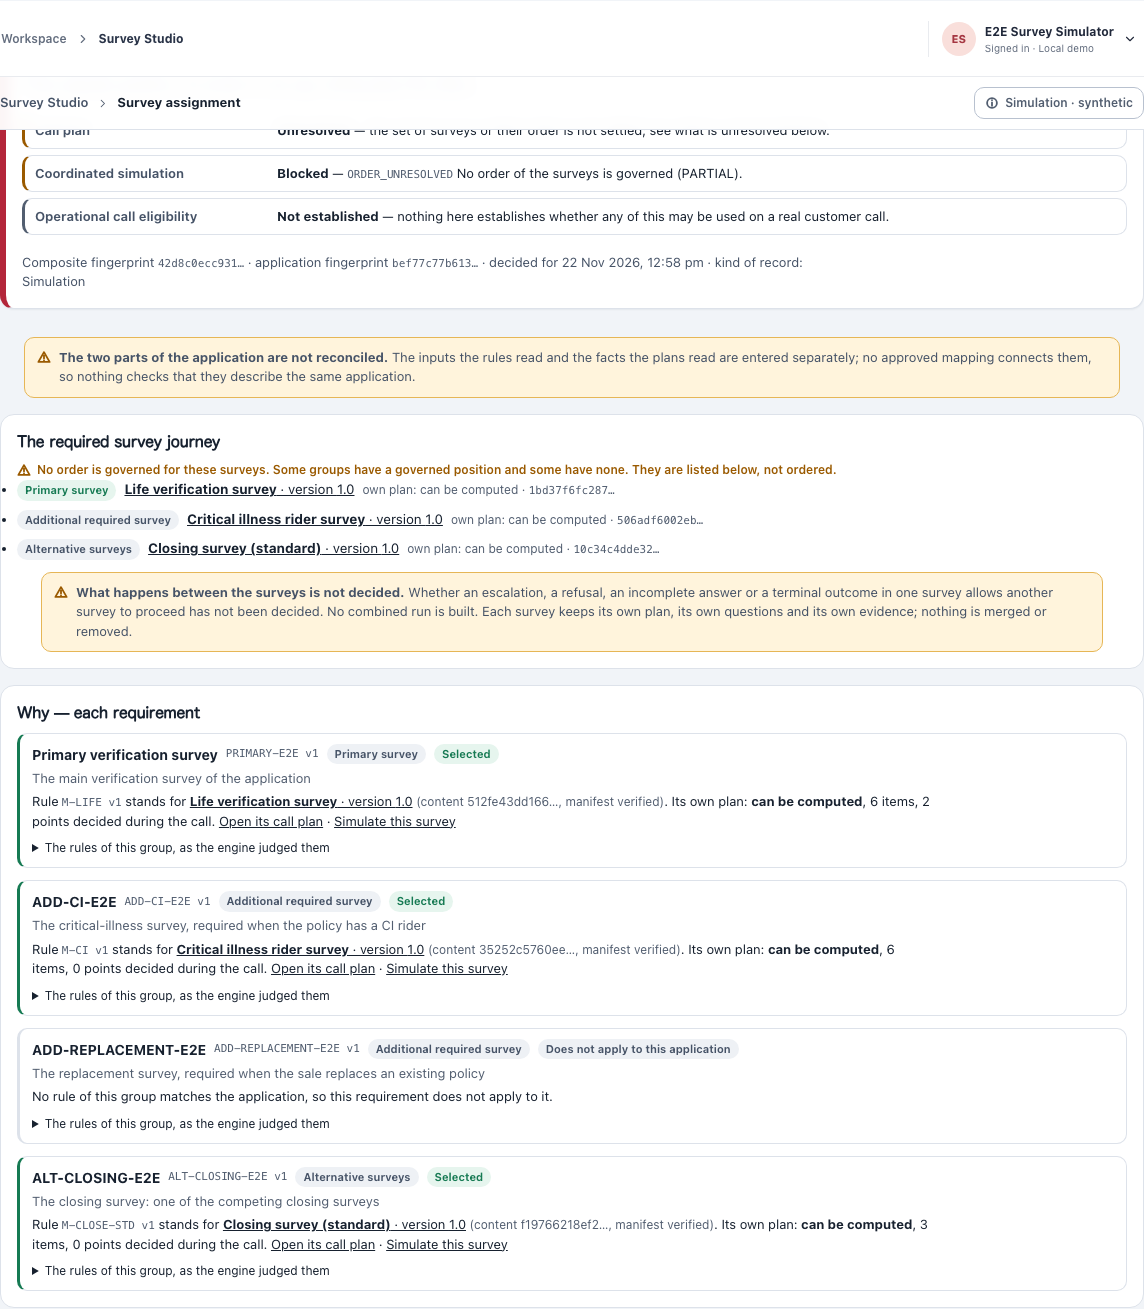 Workspace > Survey Studio
ES
E2E Survey Simulator
Signed in · Local demo
Survey Studio > Survey assignment
Simulation · synthetic
Call plan Unresolved — the set of surveys or their order is not settled, see what is unresolved below.
Coordinated simulation Blocked — ORDER_UNRESOLVED No order of the surveys is governed (PARTIAL).
Operational call eligibility Not established — nothing here establishes whether any of this may be used on a real customer call.
Composite fingerprint 42d8c0ecc931… · application fingerprint bef77c77b613… · decided for 22 Nov 2026, 12:58 pm · kind of record:
Simulation
The two parts of the application are not reconciled. The inputs the rules read and the facts the plans read are entered separately; no approved mapping connects them,
so nothing checks that they describe the same application.
The required survey journey
No order is governed for these surveys. Some groups have a governed position and some have none. They are listed below, not ordered.
• Primary survey Life verification survey · version 1.0 own plan: can be computed · 1bd37f6fc287…
• Additional required survey Critical illness rider survey · version 1.0 own plan: can be computed · 506adf6002eb…
• Alternative surveys Closing survey (standard) · version 1.0 own plan: can be computed · 10c34c4dde32…
What happens between the surveys is not decided. Whether an escalation, a refusal, an incomplete answer or a terminal outcome in one survey allows another
survey to proceed has not been decided. No combined run is built. Each survey keeps its own plan, its own questions and its own evidence; nothing is merged or
removed.
Why — each requirement
Primary verification survey PRIMARY-E2E v1 Primary survey Selected
The main verification survey of the application
Rule M-LIFE v1 stands for Life verification survey · version 1.0 (content 512fe43dd166…, manifest verified). Its own plan: can be computed, 6 items, 2
points decided during the call. Open its call plan · Simulate this survey
▶ The rules of this group, as the engine judged them
ADD-CI-E2E ADD-CI-E2E v1 Additional required survey Selected
The critical-illness survey, required when the policy has a CI rider
Rule M-CI v1 stands for Critical illness rider survey · version 1.0 (content 35252c5760ee…, manifest verified). Its own plan: can be computed, 6
items, 0 points decided during the call. Open its call plan · Simulate this survey
▶ The rules of this group, as the engine judged them
ADD-REPLACEMENT-E2E ADD-REPLACEMENT-E2E v1 Additional required survey Does not apply to this application
The replacement survey, required when the sale replaces an existing policy
No rule of this group matches the application, so this requirement does not apply to it.
▶ The rules of this group, as the engine judged them
ALT-CLOSING-E2E ALT-CLOSING-E2E v1 Alternative surveys Selected
The closing survey: one of the competing closing surveys
Rule M-CLOSE-STD v1 stands for Closing survey (standard) · version 1.0 (content f19766218ef2…, manifest verified). Its own plan: can be computed, 3
items, 0 points decided during the call. Open its call plan · Simulate this survey
▶ The rules of this group, as the engine judged them